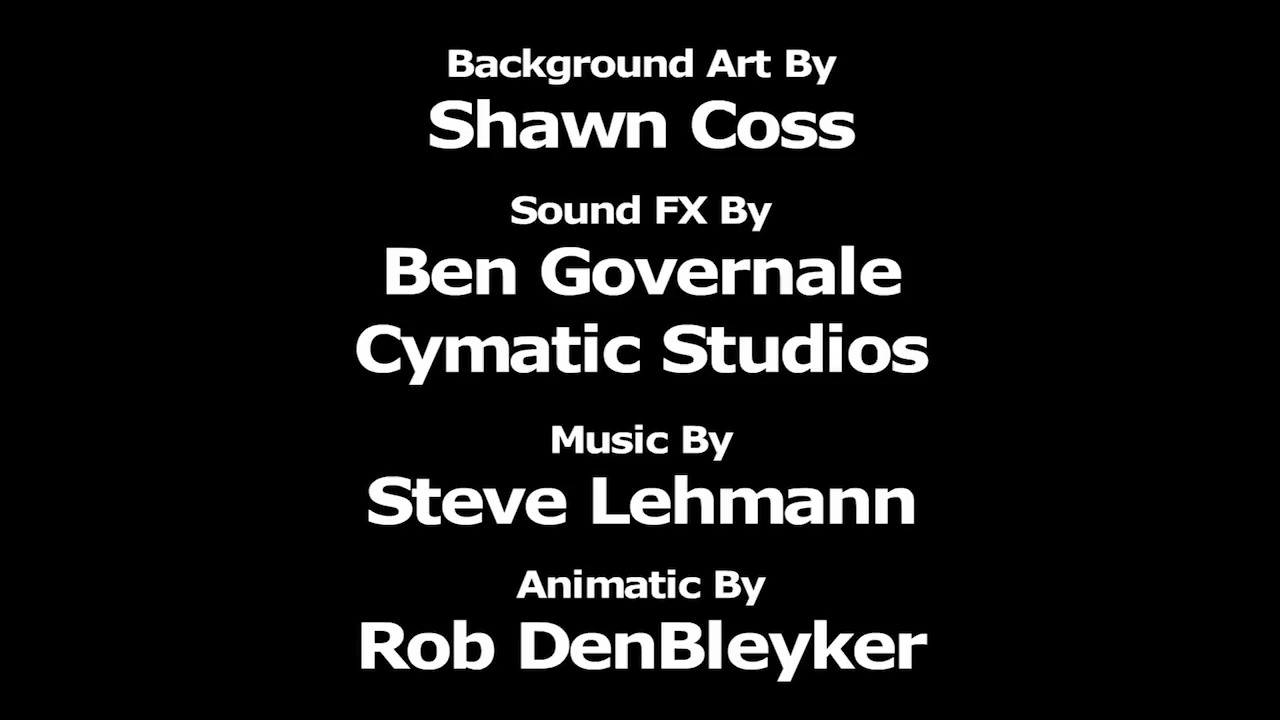 Background Art By
Shawn Coss
Sound FX By
Ben Governale
Cymatic Studios
Music By
Steve Lehmann
Animatic By
Rob DenBleyker